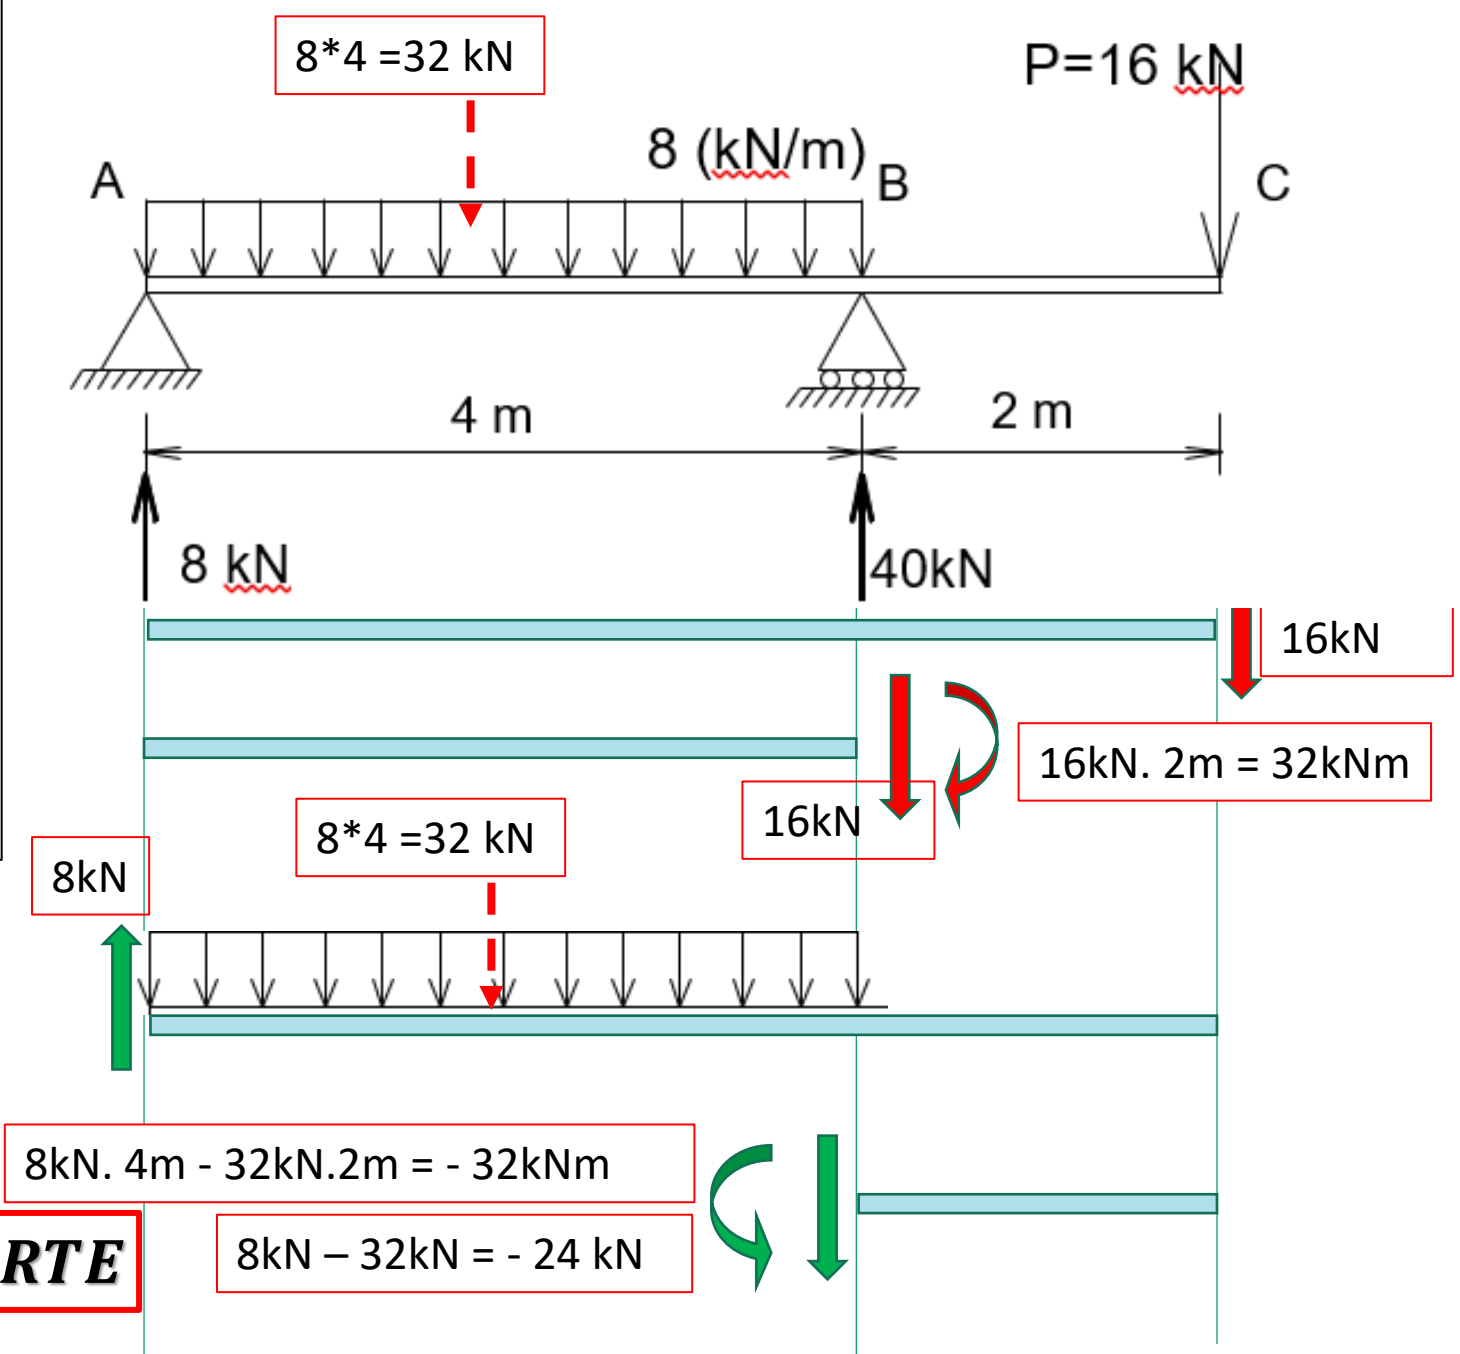 8*4 =32 kN
P=16 kN
8 (kN/m)
A
B
C
4 m
2 m
8 kN
40kN
16kN
16kN. 2m = 32kNm
16kN
8*4 =32 kN
8kN
8kN. 4m - 32kN.2m = - 32kNm
8kN – 32kN = - 24 kN
RTE